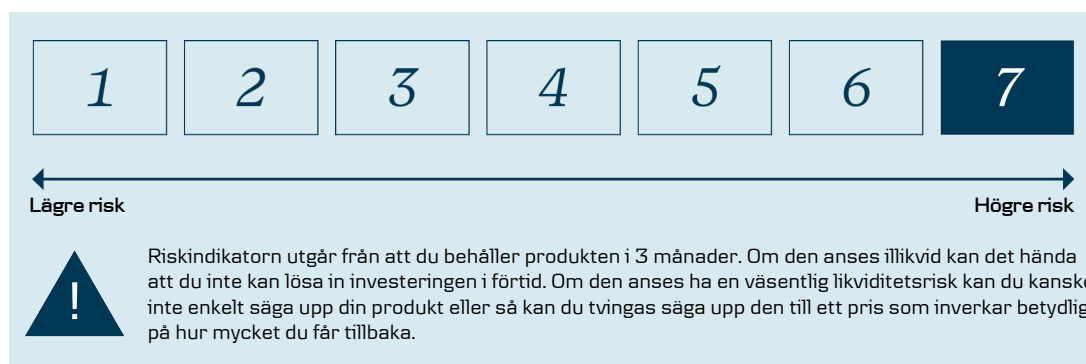 1 2 3 4 5 6 7
Lägre risk Högre risk
! Riskindikatorn utgår från att du behåller produkten i 3 månader. Om den anses illikvid kan det hända
att du inte kan lösa in investeringen i förtid. Om den anses ha en väsentlig likviditetsrisk kan du kanske
inte enkelt säga upp din produkt eller så kan du tvingas säga upp den till ett pris som inverkar betydlig
på hur mycket du får tillbaka.